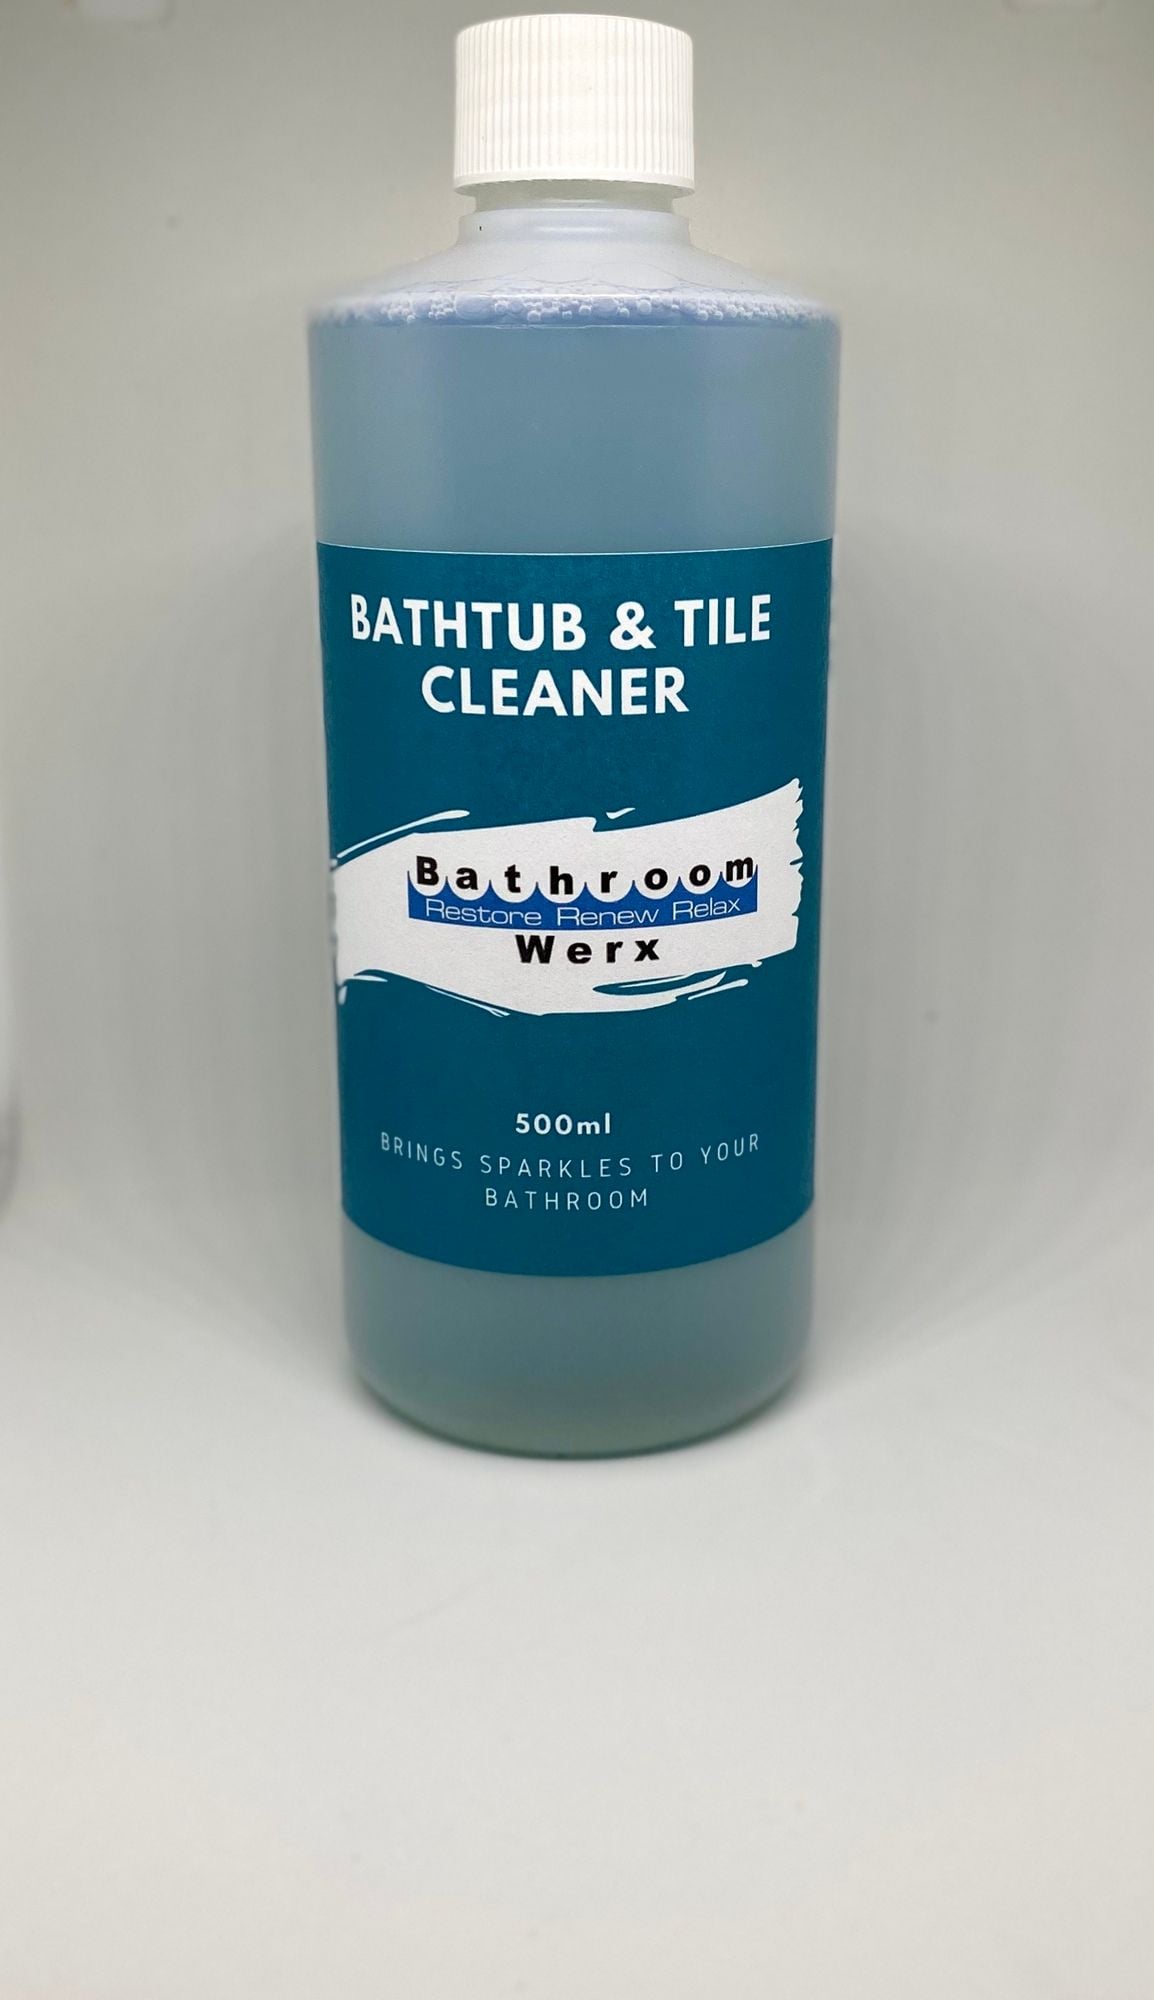 BATHTUB & TILE
CLEANER
Bathroom
Restore Renew Relax
Werx
500ml
BRINGS SPARKLES TO YOUR
BATHROOM